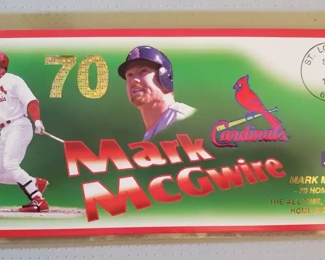 70
ST. LO
Cardinals
Mark
McGwire
MARK M
- 70 HOM
THE ALL TIME
HOME